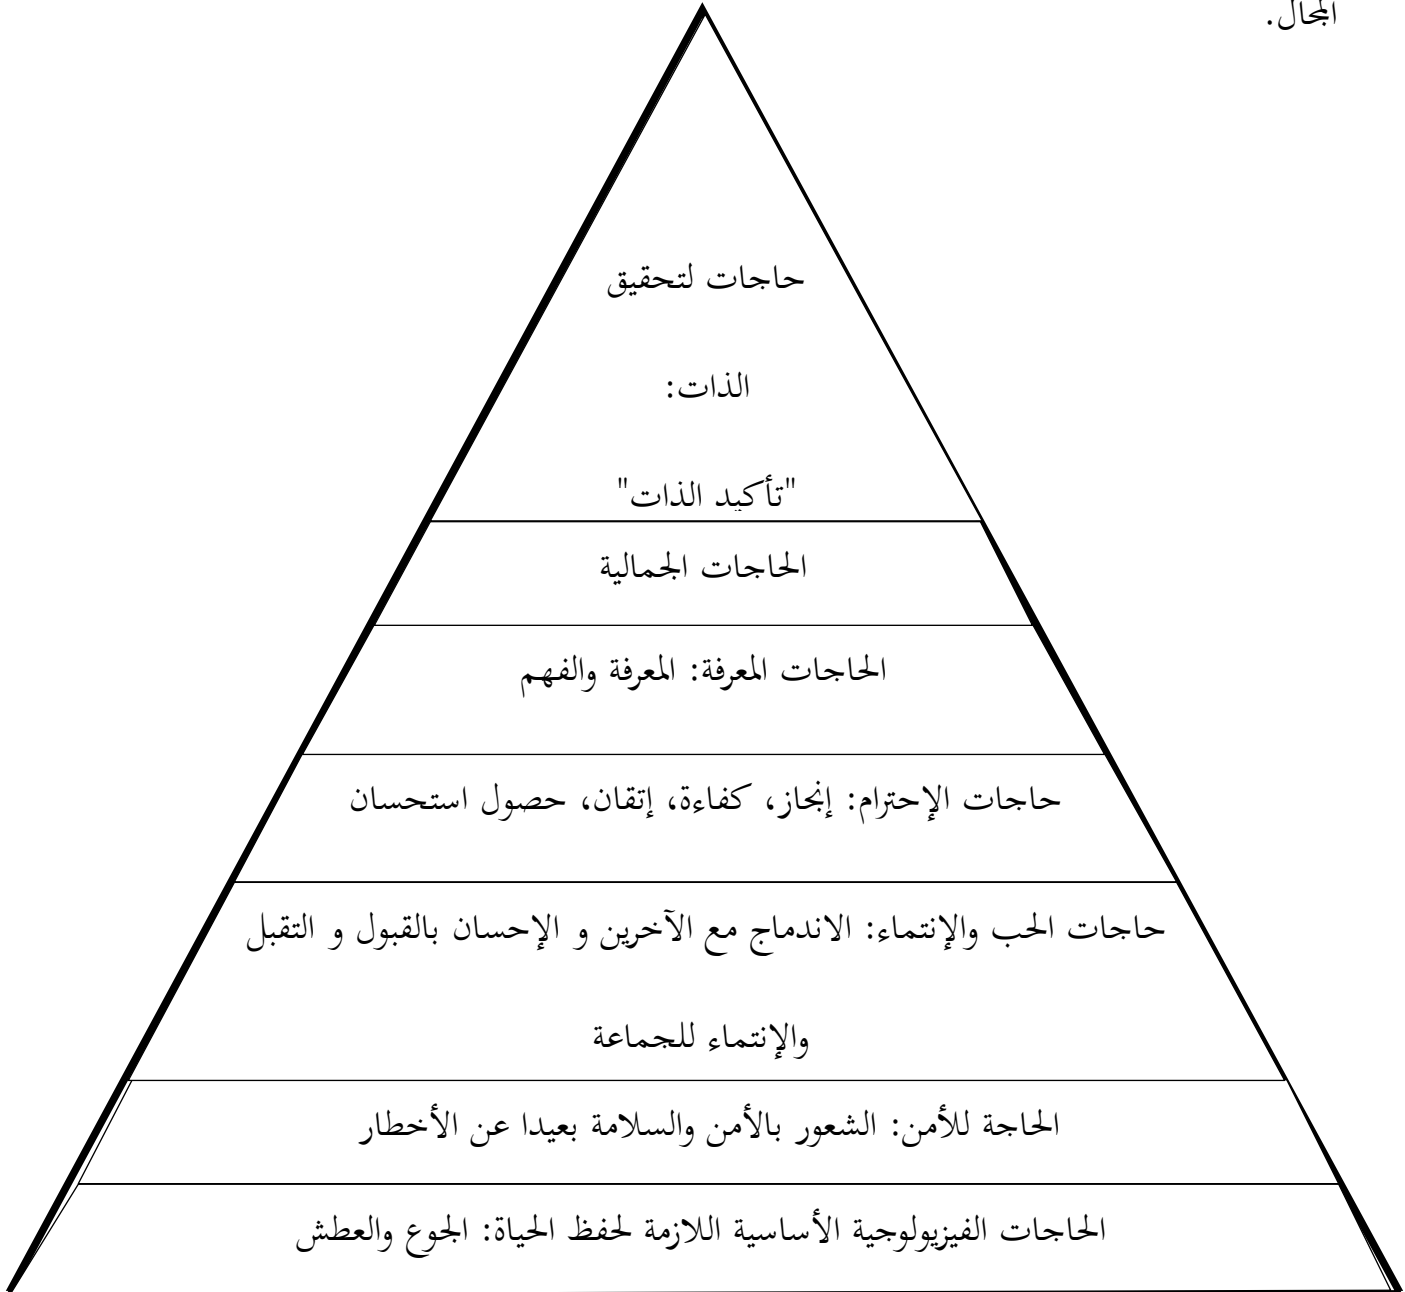 المجال.
حاجات لتحقيق
الذات:
"تأكيد الذات"
الحاجات الجمالية
الحاجات المعرفة: المعرفة والفهم
حاجات الإحترام: إنجاز، كفاءة، إتقان، حصول استحسان
حاجات الحب والإنتماء: الاندماج مع الآخرين و الإحسان بالقبول و التقبل
والإنتماء للجماعة
الحاجة للأمن: الشعور بالأمن والسلامة بعيدا عن الأخطار
الحاجات الفيزيولوجية الأساسية اللازمة لحفظ الحياة: الجوع والعطش